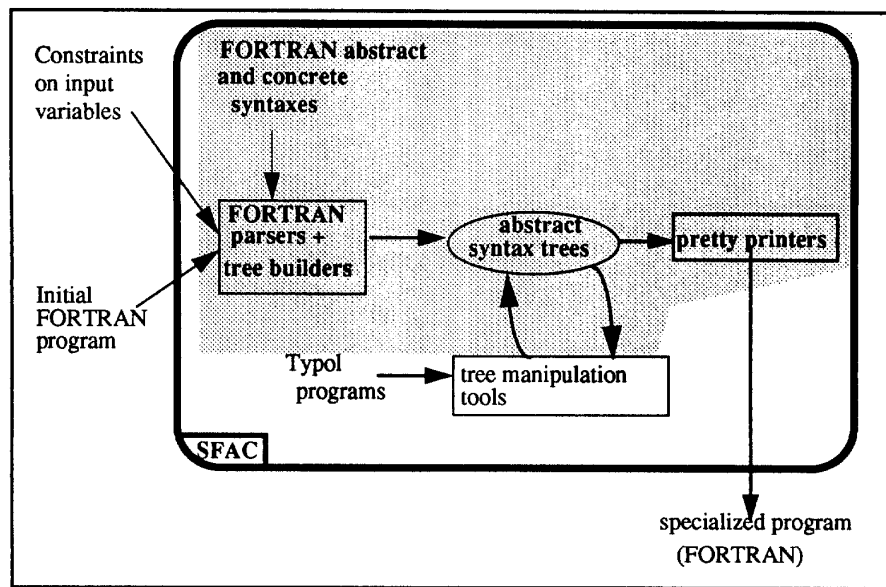 Constraints
on input
variables
FORTRAN abstract
and concrete
syntaxes
FORTRAN
parsers +
tree builders
abstract
syntax trees
pretty printers
Initial
FORTRAN
program
Typol
programs
tree manipulation
tools
SFAC
specialized program
(FORTRAN)